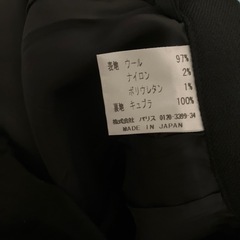 表地 ウール 97%
ナイロン 2%
ポリウレタン 1%
裏地 キュプラ 100%
株式会社 パリス 0120-3399-34
MADE IN JAPAN